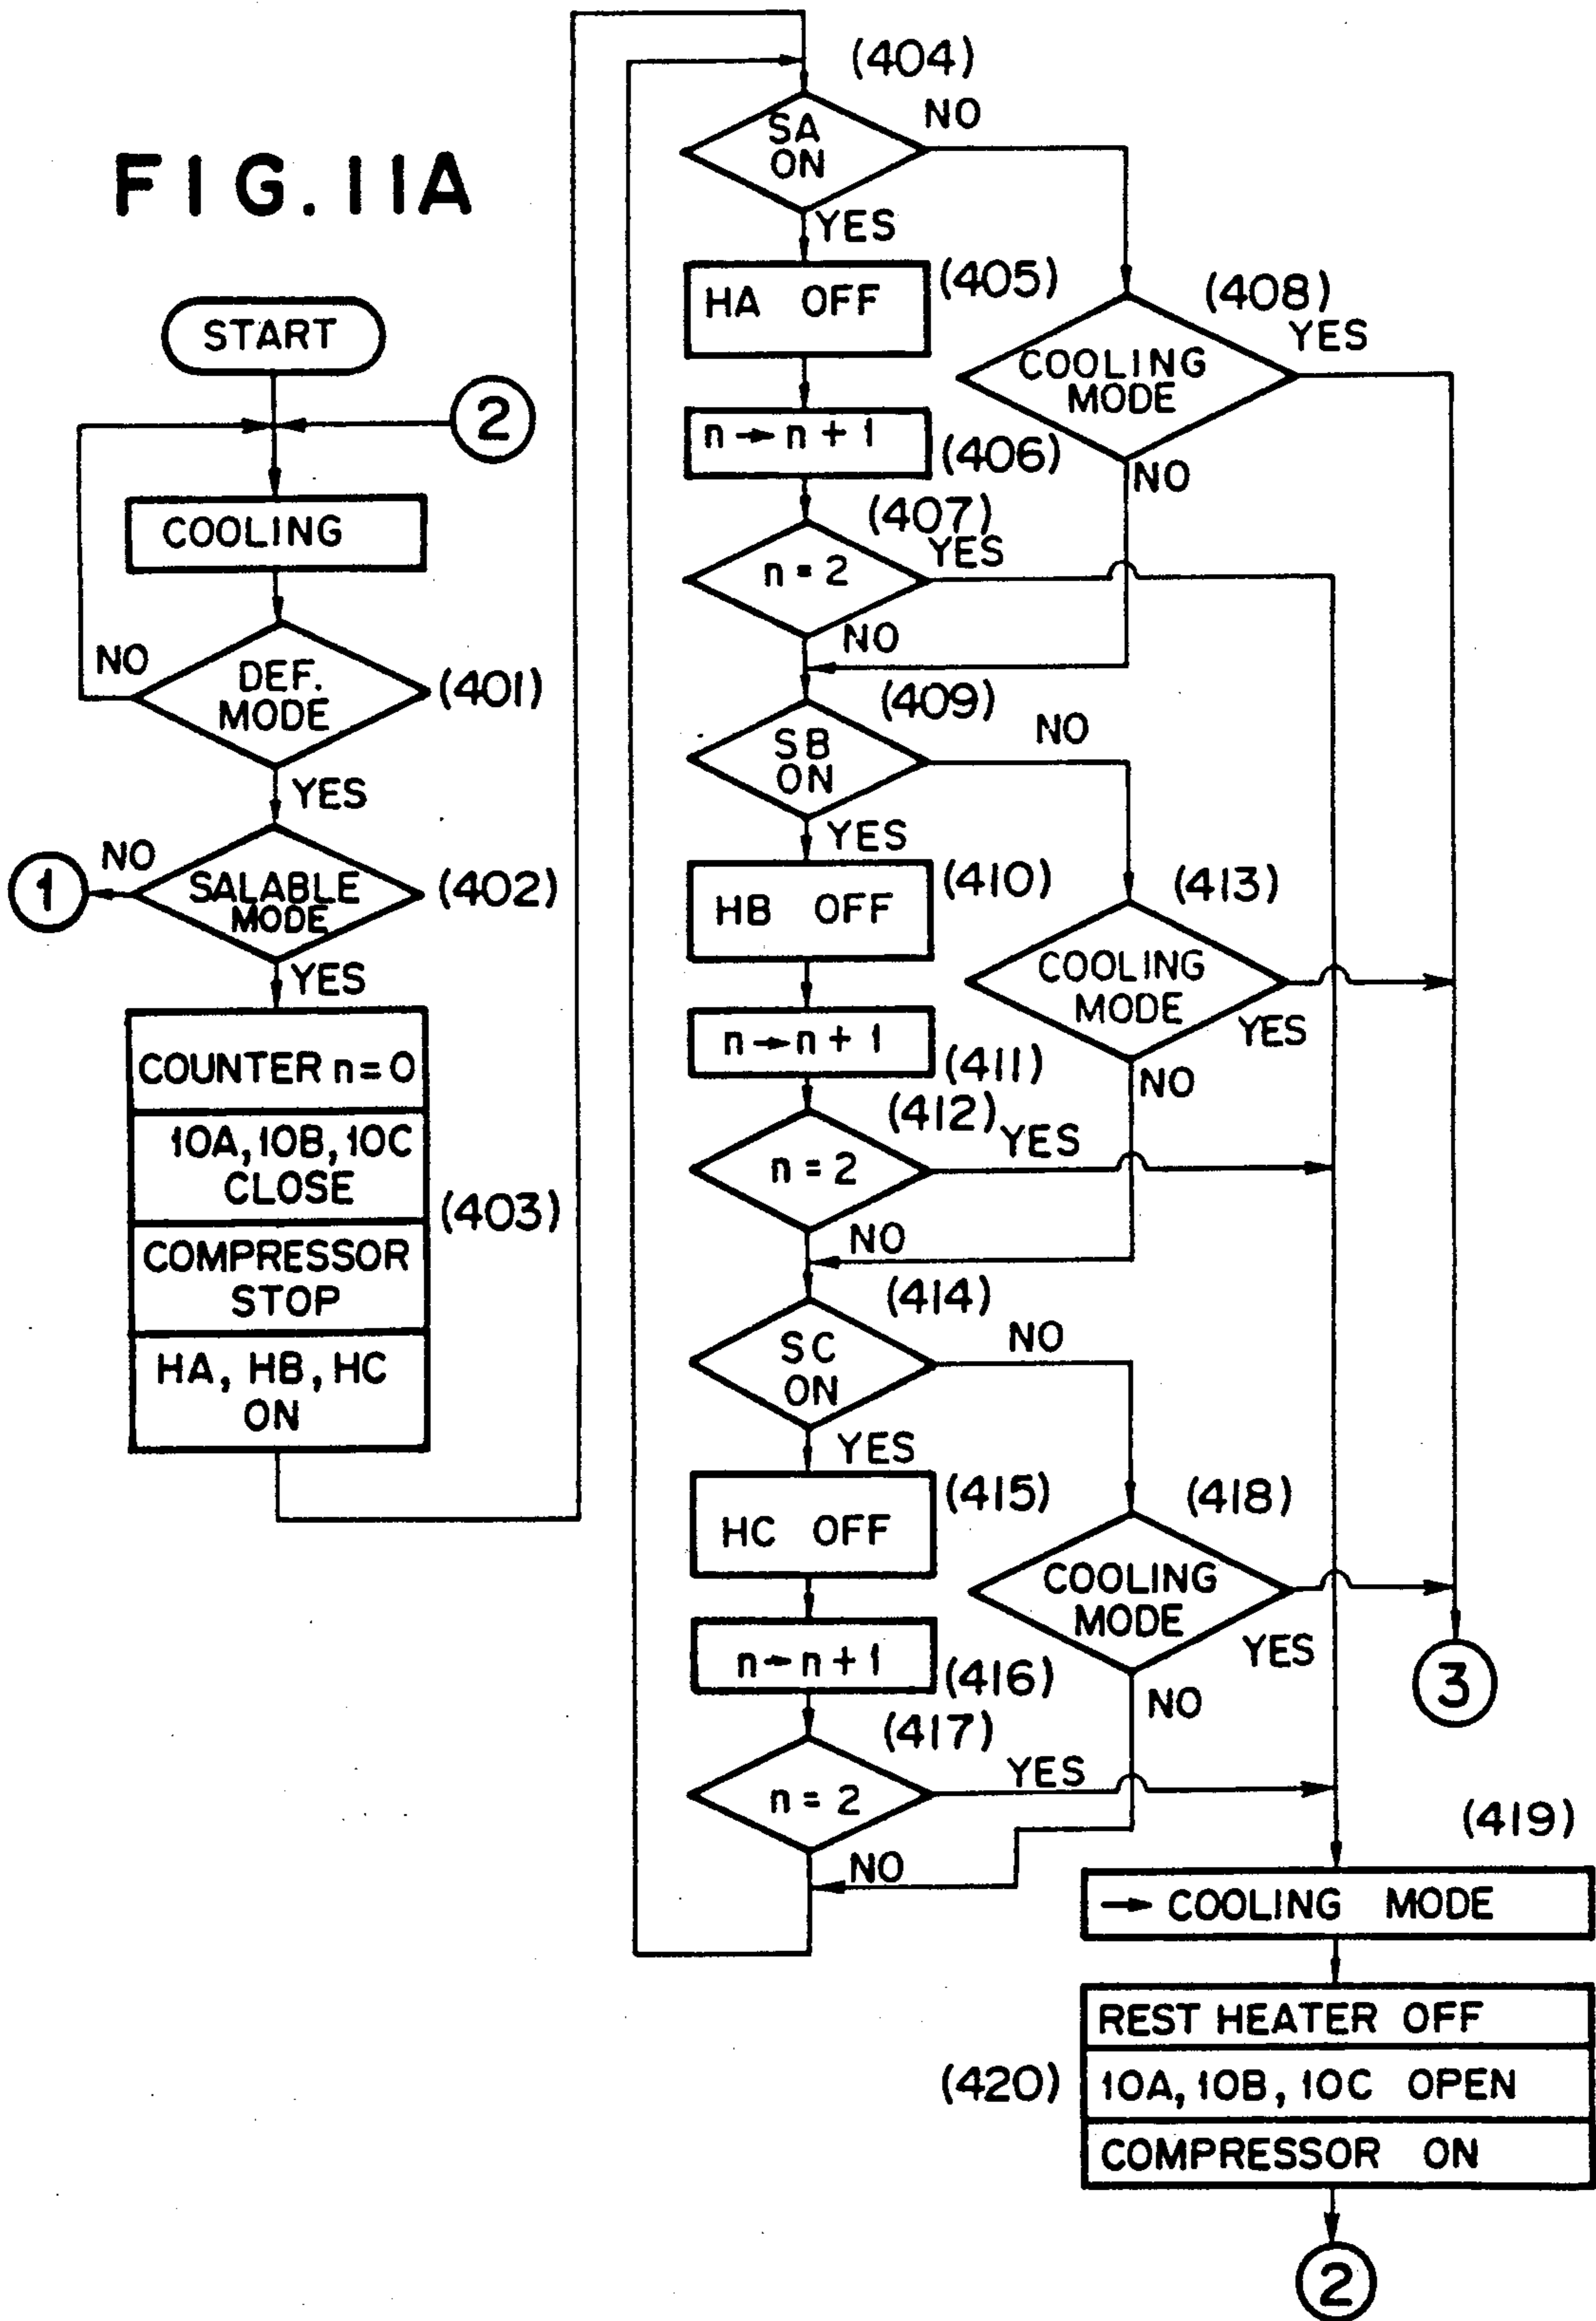 FIG. 11A
START
2
COOLING
NO
DEF.
MODE
(401)
YES
NO
1
SALABLE
MODE
(402)
YES
COUNTER n=0
10A, 10B, 10C
CLOSE
(403)
COMPRESSOR
STOP
HA, HB, HC
ON
(404)
SA
ON
NO
YES
HA OFF
(405)
(408)
COOLING
MODE
YES
NO
n→n+1
(406)
(407)
n=2
YES
NO
(409)
SB
ON
NO
YES
HB OFF
(410)
(413)
COOLING
MODE
YES
NO
n→n+1
(411)
(412)
n=2
YES
NO
(414)
SC
ON
NO
YES
HC OFF
(415)
(418)
COOLING
MODE
YES
NO
3
n→n+1
(416)
(417)
n=2
YES
NO
(419)
→ COOLING MODE
REST HEATER OFF
(420)
10A, 10B, 10C OPEN
COMPRESSOR ON
2